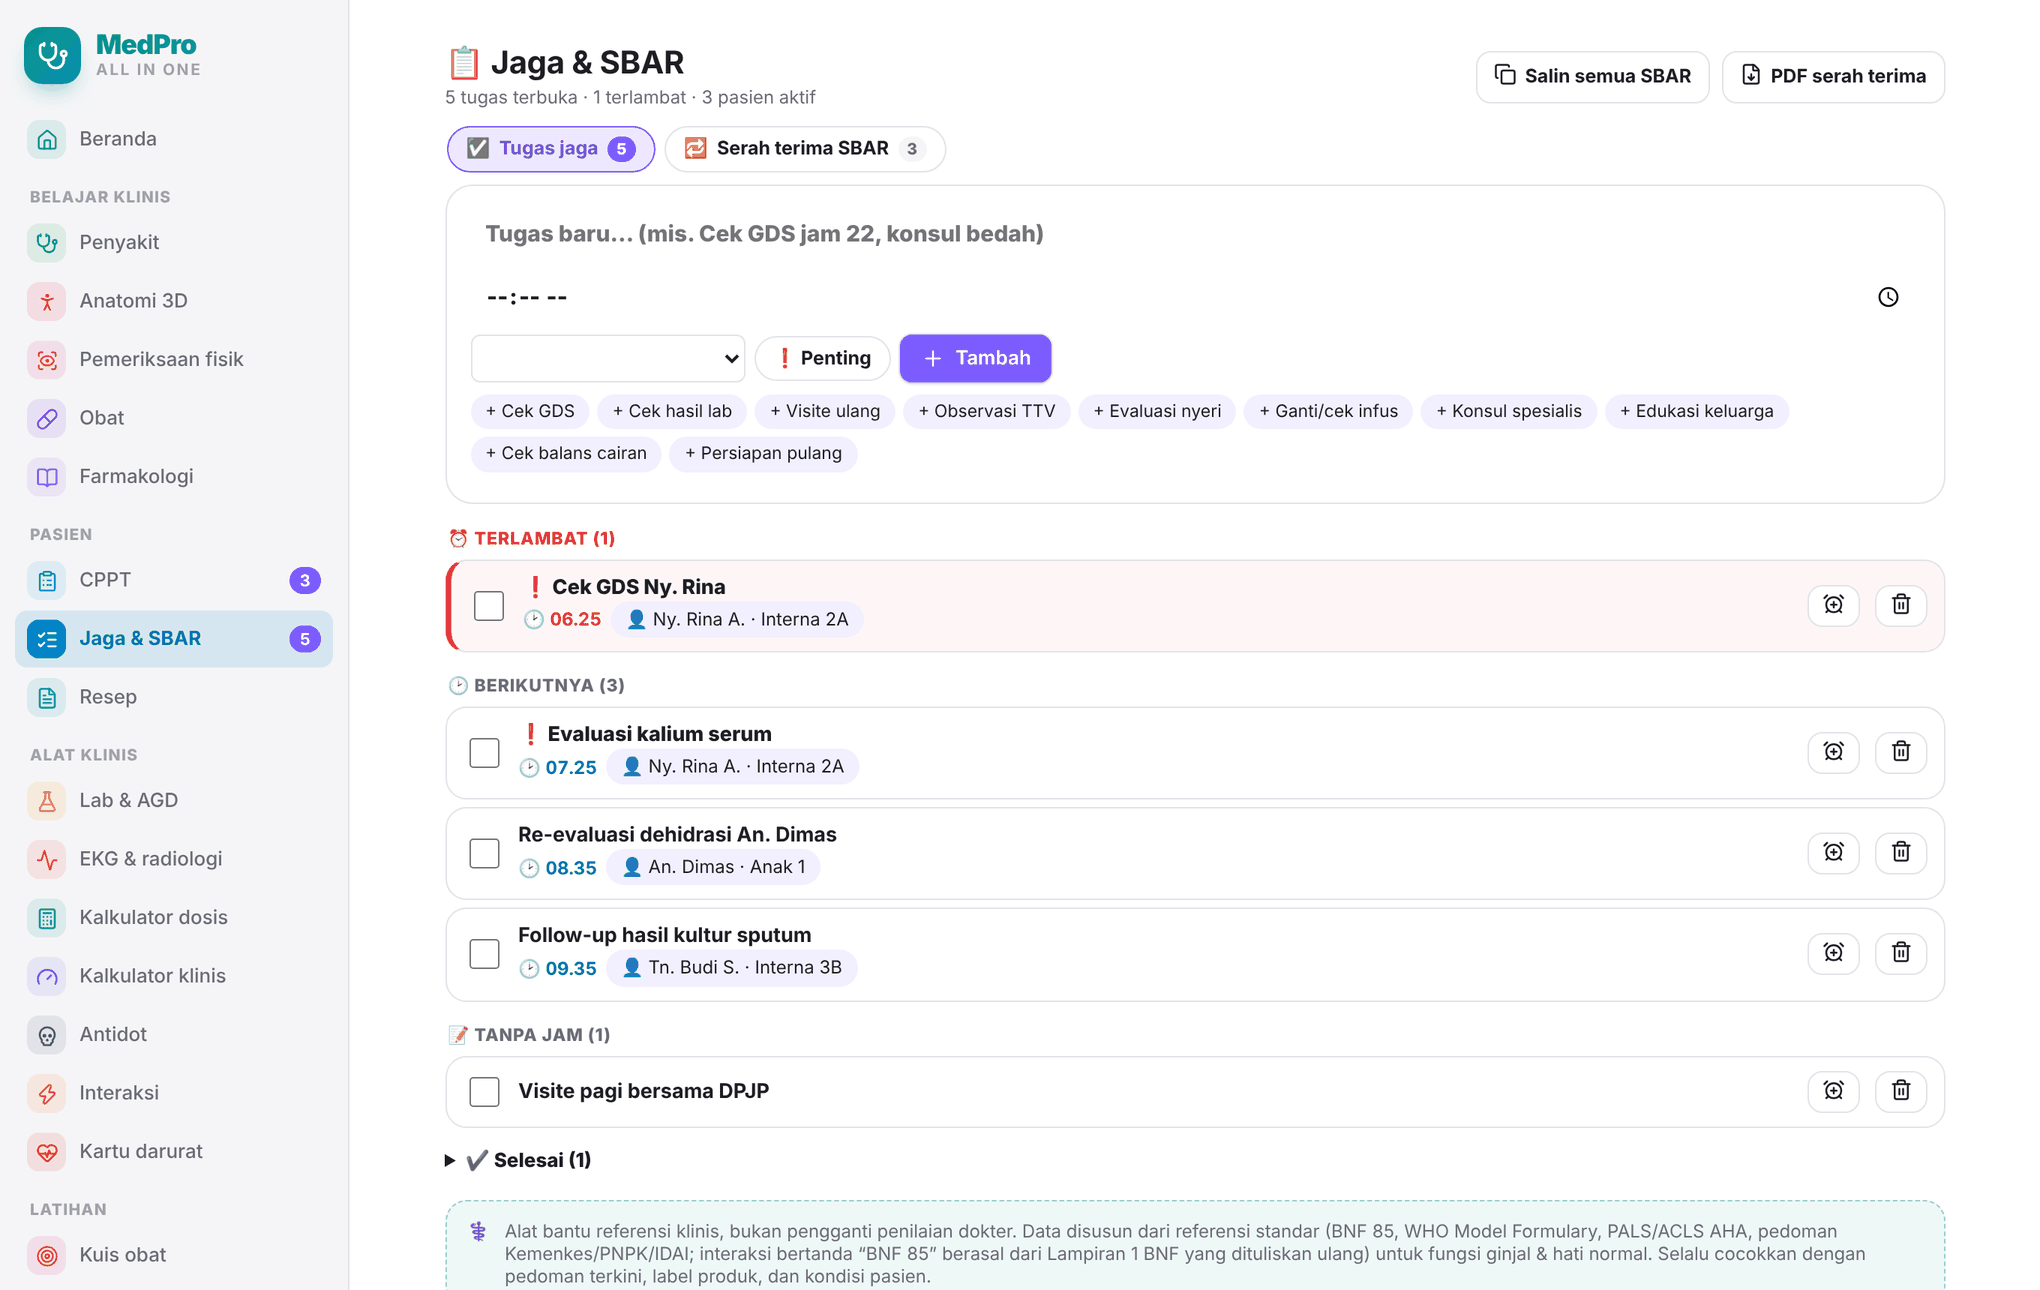 MedPro
ALL IN ONE
Beranda
BELAJAR KLINIS
Penyakit
Anatomi 3D
Pemeriksaan fisik
Obat
Farmakologi
PASIEN
CPPT 3
Jaga & SBAR 5
Resep
ALAT KLINIS
Lab & AGD
EKG & radiologi
Kalkulator dosis
Kalkulator klinis
Antidot
Interaksi
Kartu darurat
LATIHAN
Kuis obat
Jaga & SBAR
5 tugas terbuka · 1 terlambat · 3 pasien aktif
Salin semua SBAR
PDF serah terima
Tugas jaga 5
Serah terima SBAR 3
Tugas baru... (mis. Cek GDS jam 22, konsul bedah)
--:-- --
❗ Penting
+ Tambah
+ Cek GDS
+ Cek hasil lab
+ Visite ulang
+ Observasi TTV
+ Evaluasi nyeri
+ Ganti/cek infus
+ Konsul spesialis
+ Edukasi keluarga
+ Cek balans cairan
+ Persiapan pulang
TERLAMBAT (1)
❗ Cek GDS Ny. Rina
06.25 Ny. Rina A. · Interna 2A
BERIKUTNYA (3)
❗ Evaluasi kalium serum
07.25 Ny. Rina A. · Interna 2A
Re-evaluasi dehidrasi An. Dimas
08.35 An. Dimas · Anak 1
Follow-up hasil kultur sputum
09.35 Tn. Budi S. · Interna 3B
TANPA JAM (1)
Visite pagi bersama DPJP
Selesai (1)
Alat bantu referensi klinis, bukan pengganti penilaian dokter. Data disusun dari referensi standar (BNF 85, WHO Model Formulary, PALS/ACLS AHA, pedoman
Kemenkes/PNPK/IDAI; interaksi bertanda “BNF 85” berasal dari Lampiran 1 BNF yang dituliskan ulang) untuk fungsi ginjal & hati normal. Selalu cocokkan dengan
pedoman terkini, label produk, dan kondisi pasien.